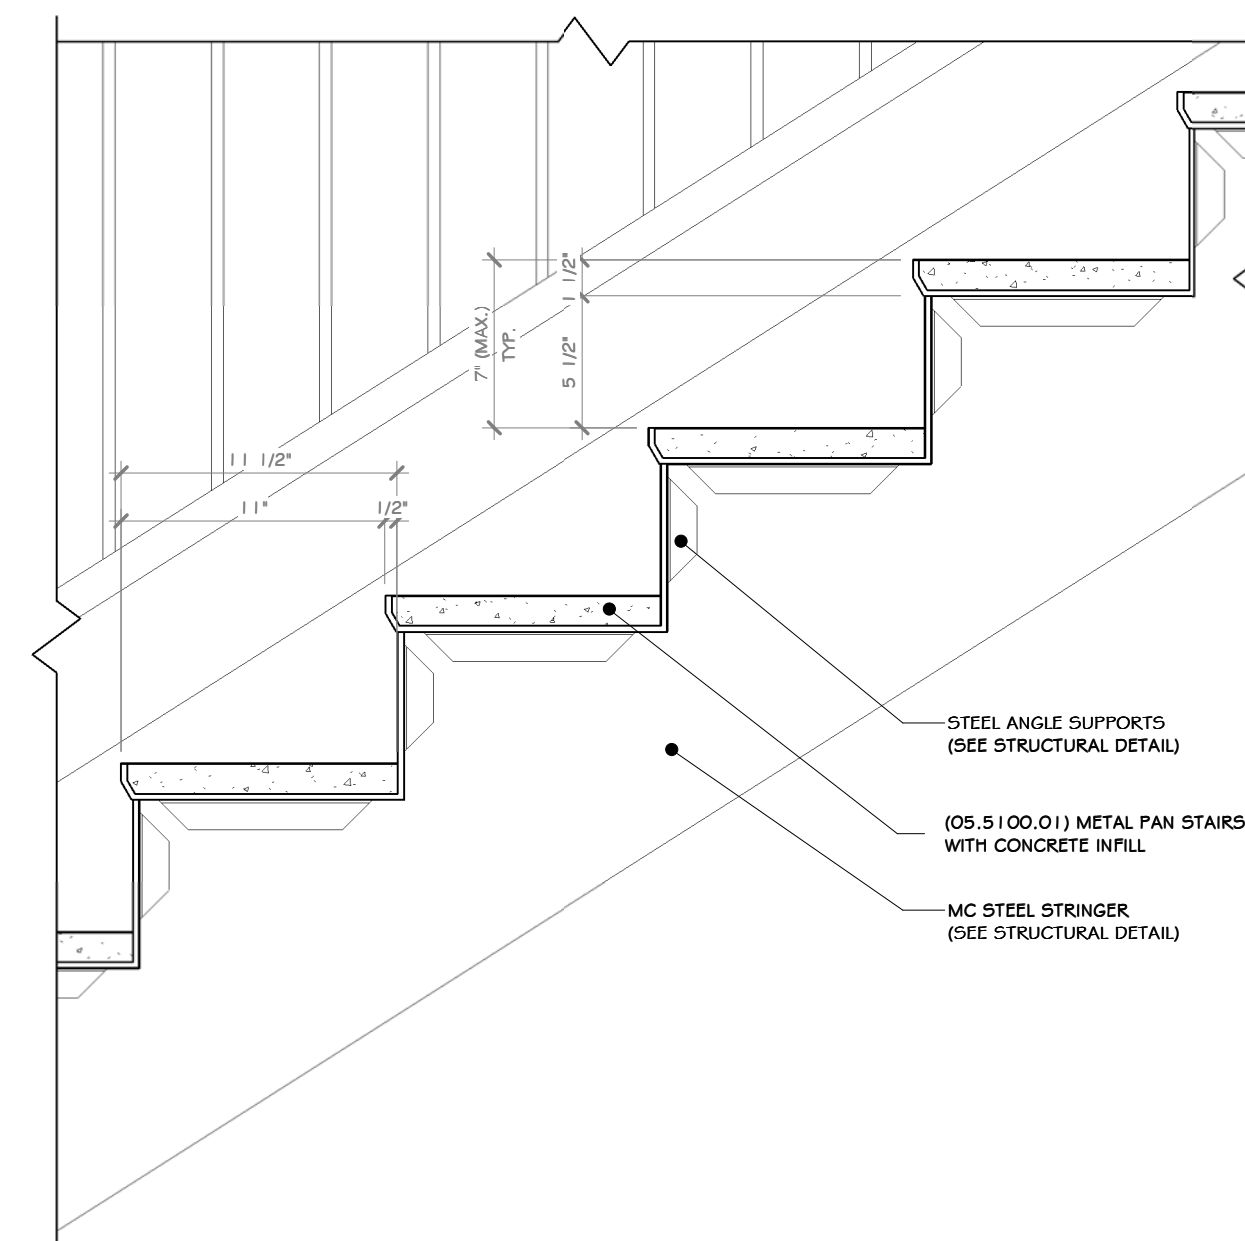 1 1/2"
7" (MAX.)
TYP.
5 1/2"
11 1/2"
11"
1/2"
STEEL ANGLE SUPPORTS
(SEE STRUCTURAL DETAIL)
(05.5100.01) METAL PAN STAIRS
WITH CONCRETE INFILL
MC STEEL STRINGER
(SEE STRUCTURAL DETAIL)